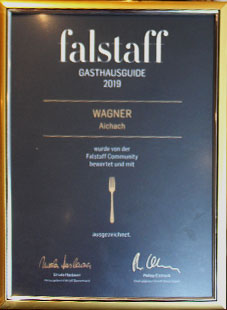 falstaff
GASTHAUSGUIDE
2019
WAGNER
Aichach
wurde von der
Falstaff Community
bewertet und mit
ausgezeichnet.